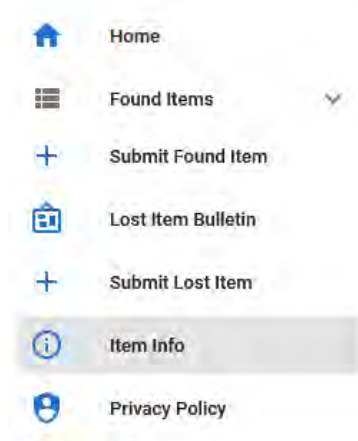 Home
Found Items
Submit Found Item
Lost Item Bulletin
Submit Lost Item
Item Info
Privacy Policy